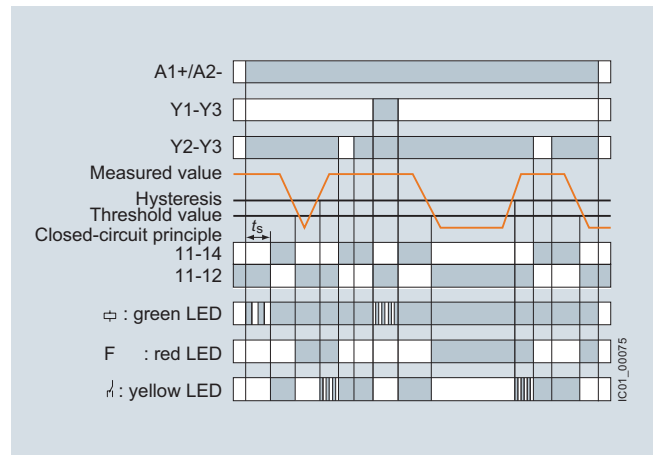 A1+/A2-
Y1-Y3
Y2-Y3
Measured value
Hysteresis
Threshold value
Closed-circuit principle
ts
11-14
11-12
: green LED
F : red LED
: yellow LED
IC01_00075